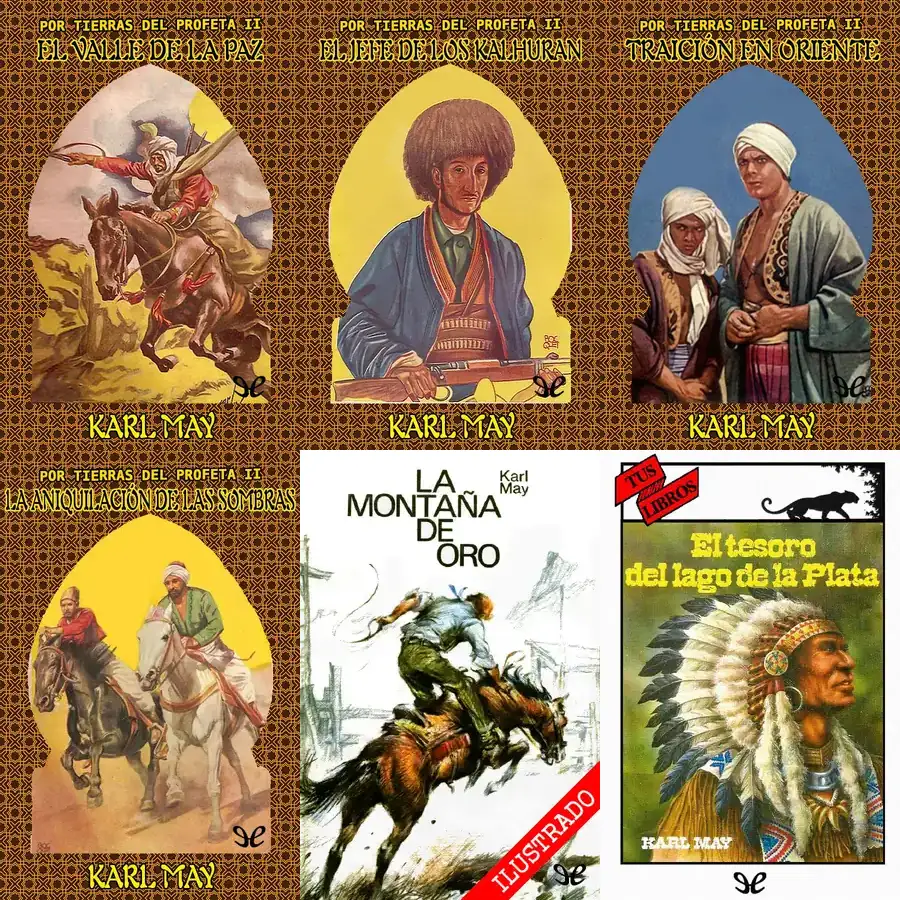 POR TIERRAS DEL PROFETA II
EL VALLE DE LA PAZ
KARL MAY
POR TIERRAS DEL PROFETA II
EL JEFE DE LOS KALHURAN
KARL MAY
POR TIERRAS DEL PROFETA II
TRAICIÓN EN ORIENTE
KARL MAY
POR TIERRAS DEL PROFETA II
LA ANIQUILACIÓN DE LAS SOMBRAS
KARL MAY
LA
MONTAÑA
DE
ORO
Karl
May
ILUSTRADO
TUS
LIBROS
El tesoro
del lago de la Plata
KARL MAY